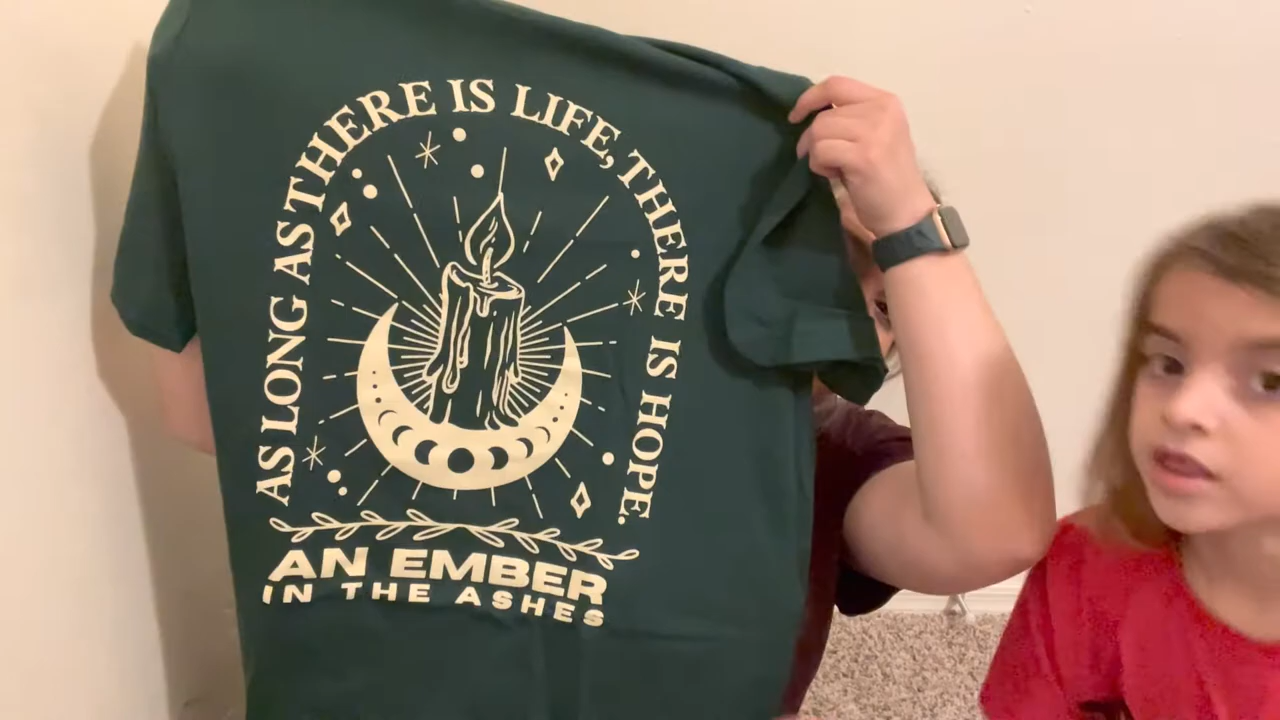 AS LONG AS THERE IS LIFE, THERE IS HOPE.
AN EMBER
IN THE ASHES